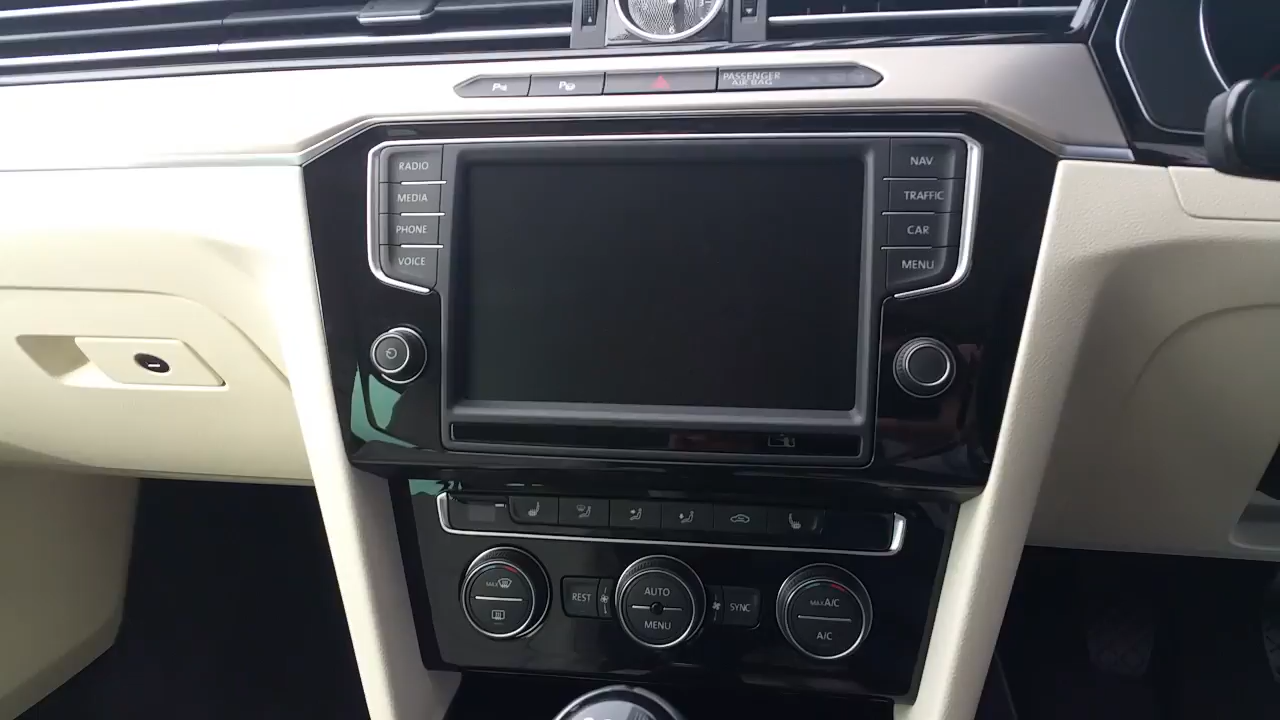 PASSENGER
AIR BAG
RADIO
MEDIA
PHONE
VOICE
NAV
TRAFFIC
CAR
MENU
MAX
REST
AUTO
MENU
SYNC
MAX A/C
A/C